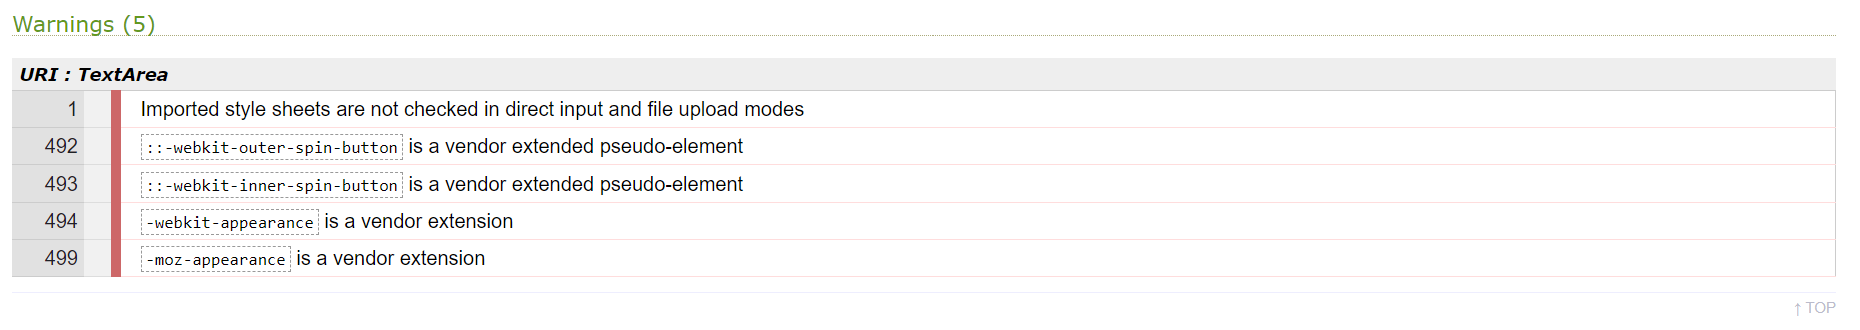 Warnings (5)
URI : TextArea
1 Imported style sheets are not checked in direct input and file upload modes
492 ::-webkit-outer-spin-button is a vendor extended pseudo-element
493 ::-webkit-inner-spin-button is a vendor extended pseudo-element
494 -webkit-appearance is a vendor extension
499 -moz-appearance is a vendor extension
↑ TOP